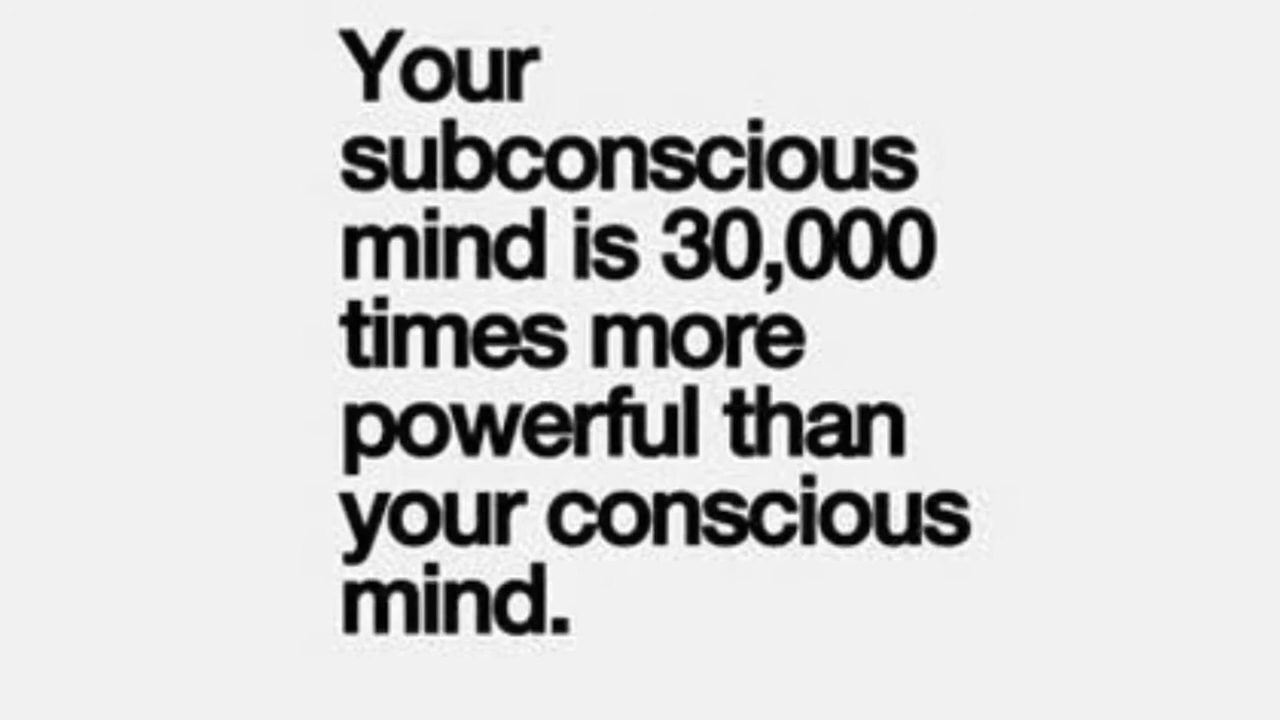 Your
subconscious
mind is 30,000
times more
powerful than
your conscious
mind.